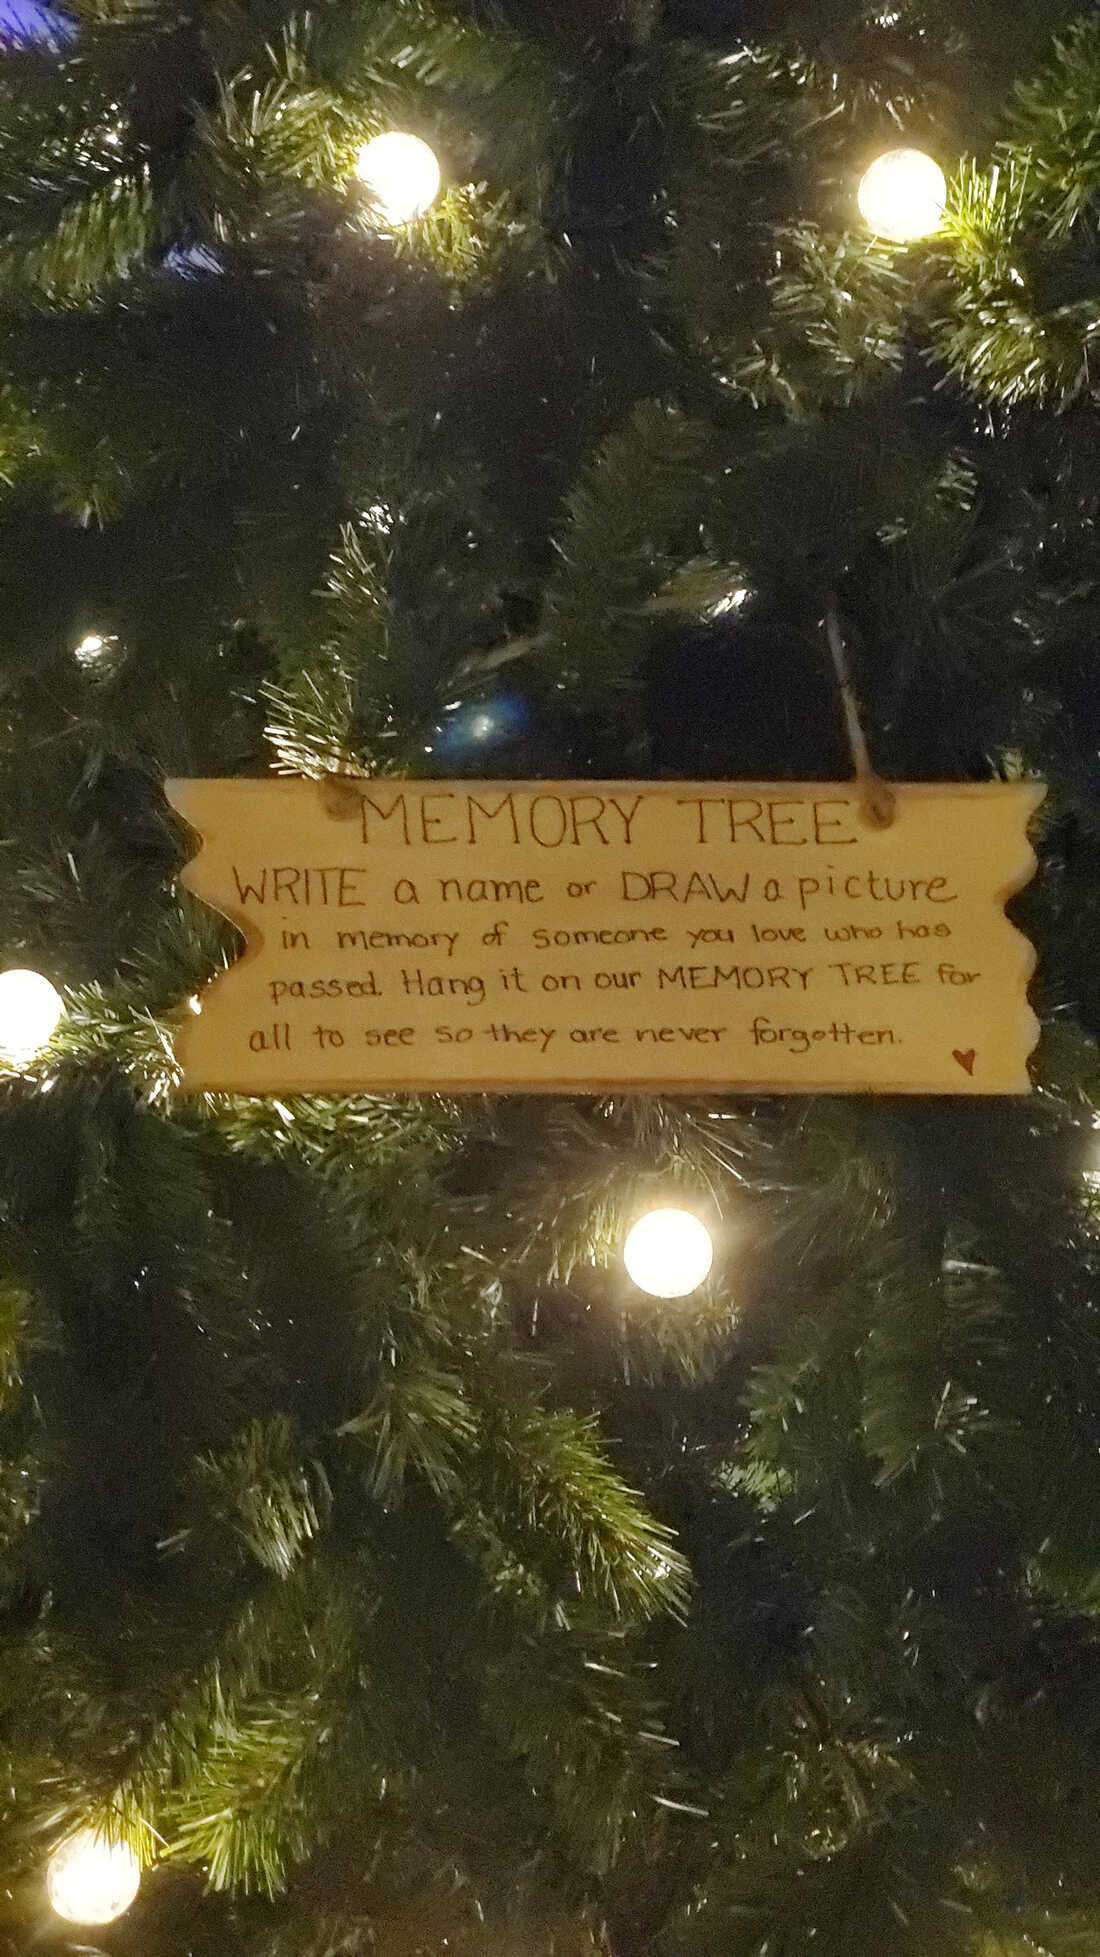 MEMORY TREE
WRITE a name or DRAW a picture
in memory of someone you love who has
passed. Hang it on our MEMORY TREE for
all to see so they are never forgotten.